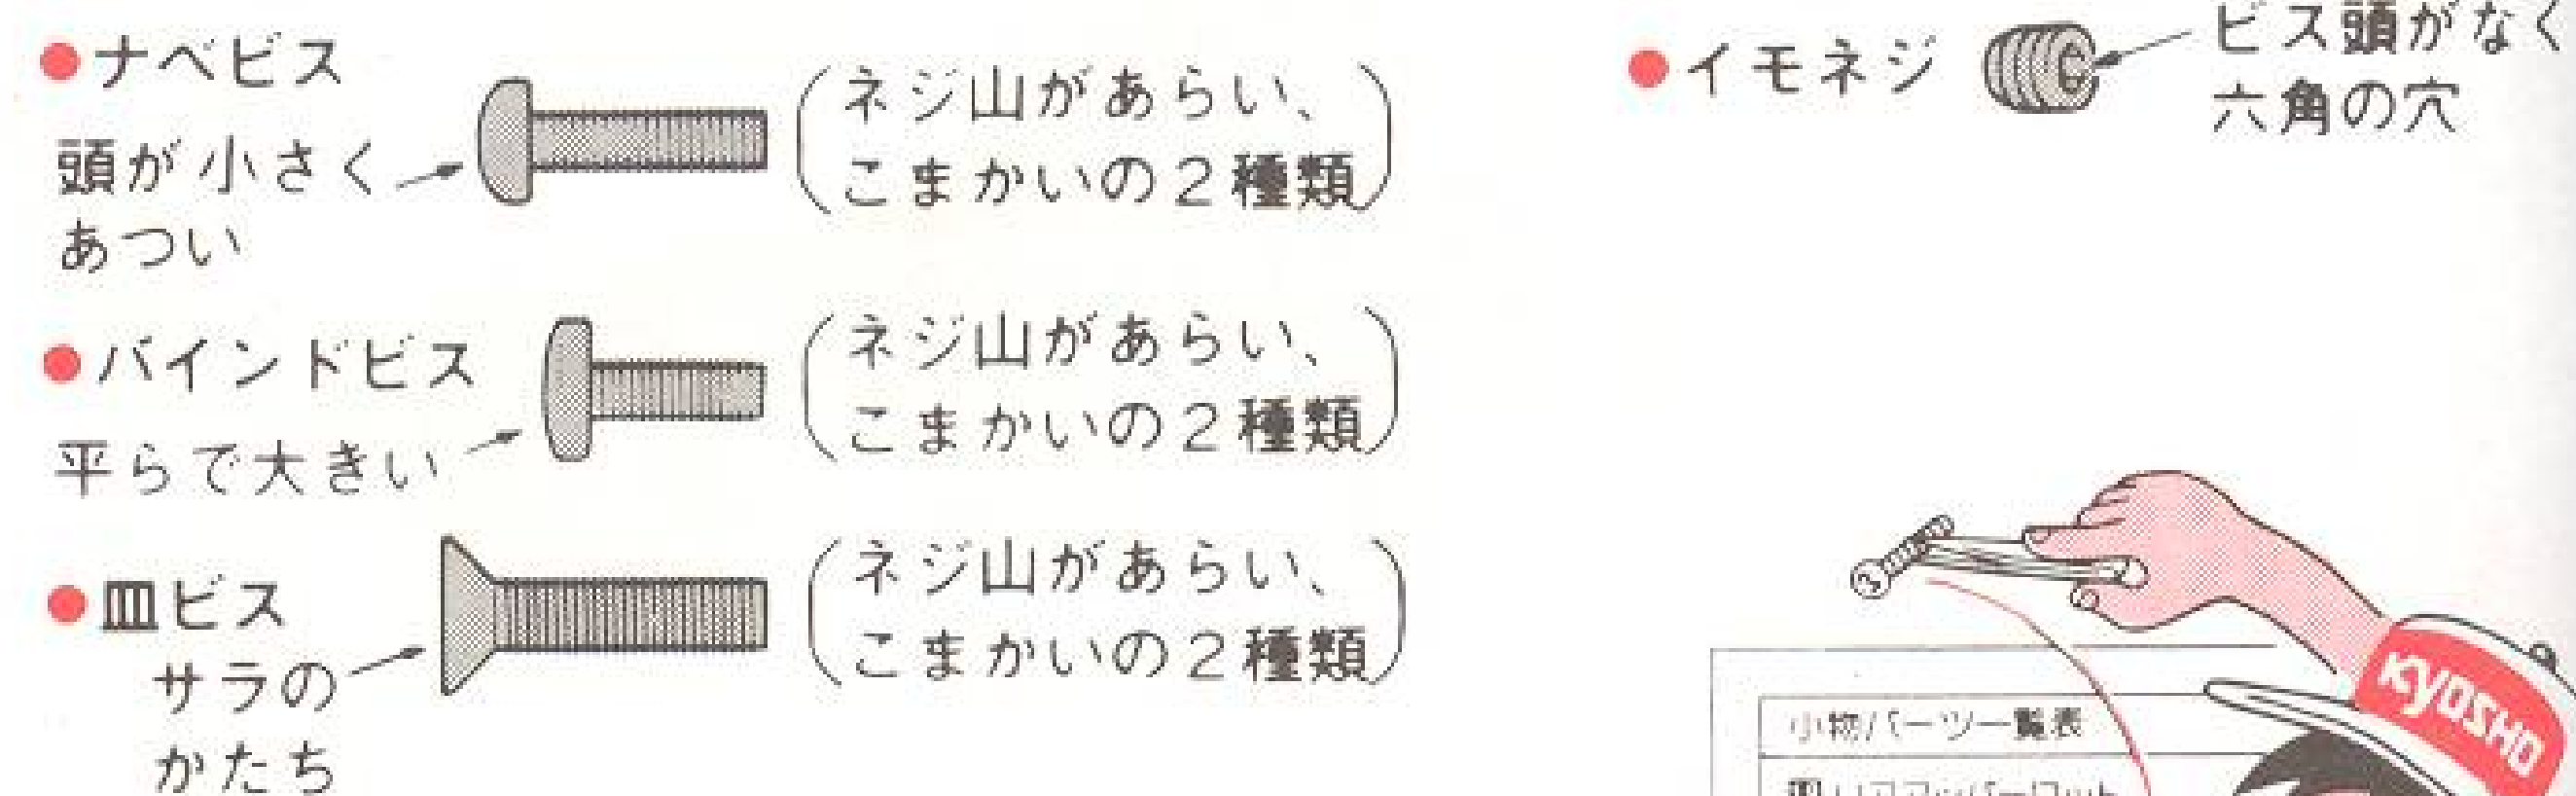 ●ナベビス
頭が小さく
あつい
(ネジ山があらい、
こまかいの2種類)
●バインドビス
平らで大きい
(ネジ山があらい、
こまかいの2種類)
●皿ビス
サラの
かたち
(ネジ山があらい、
こまかいの2種類)
●イモネジ
ビス頭がなく
六角の穴
KYOSHO
小物パーツ一覧表